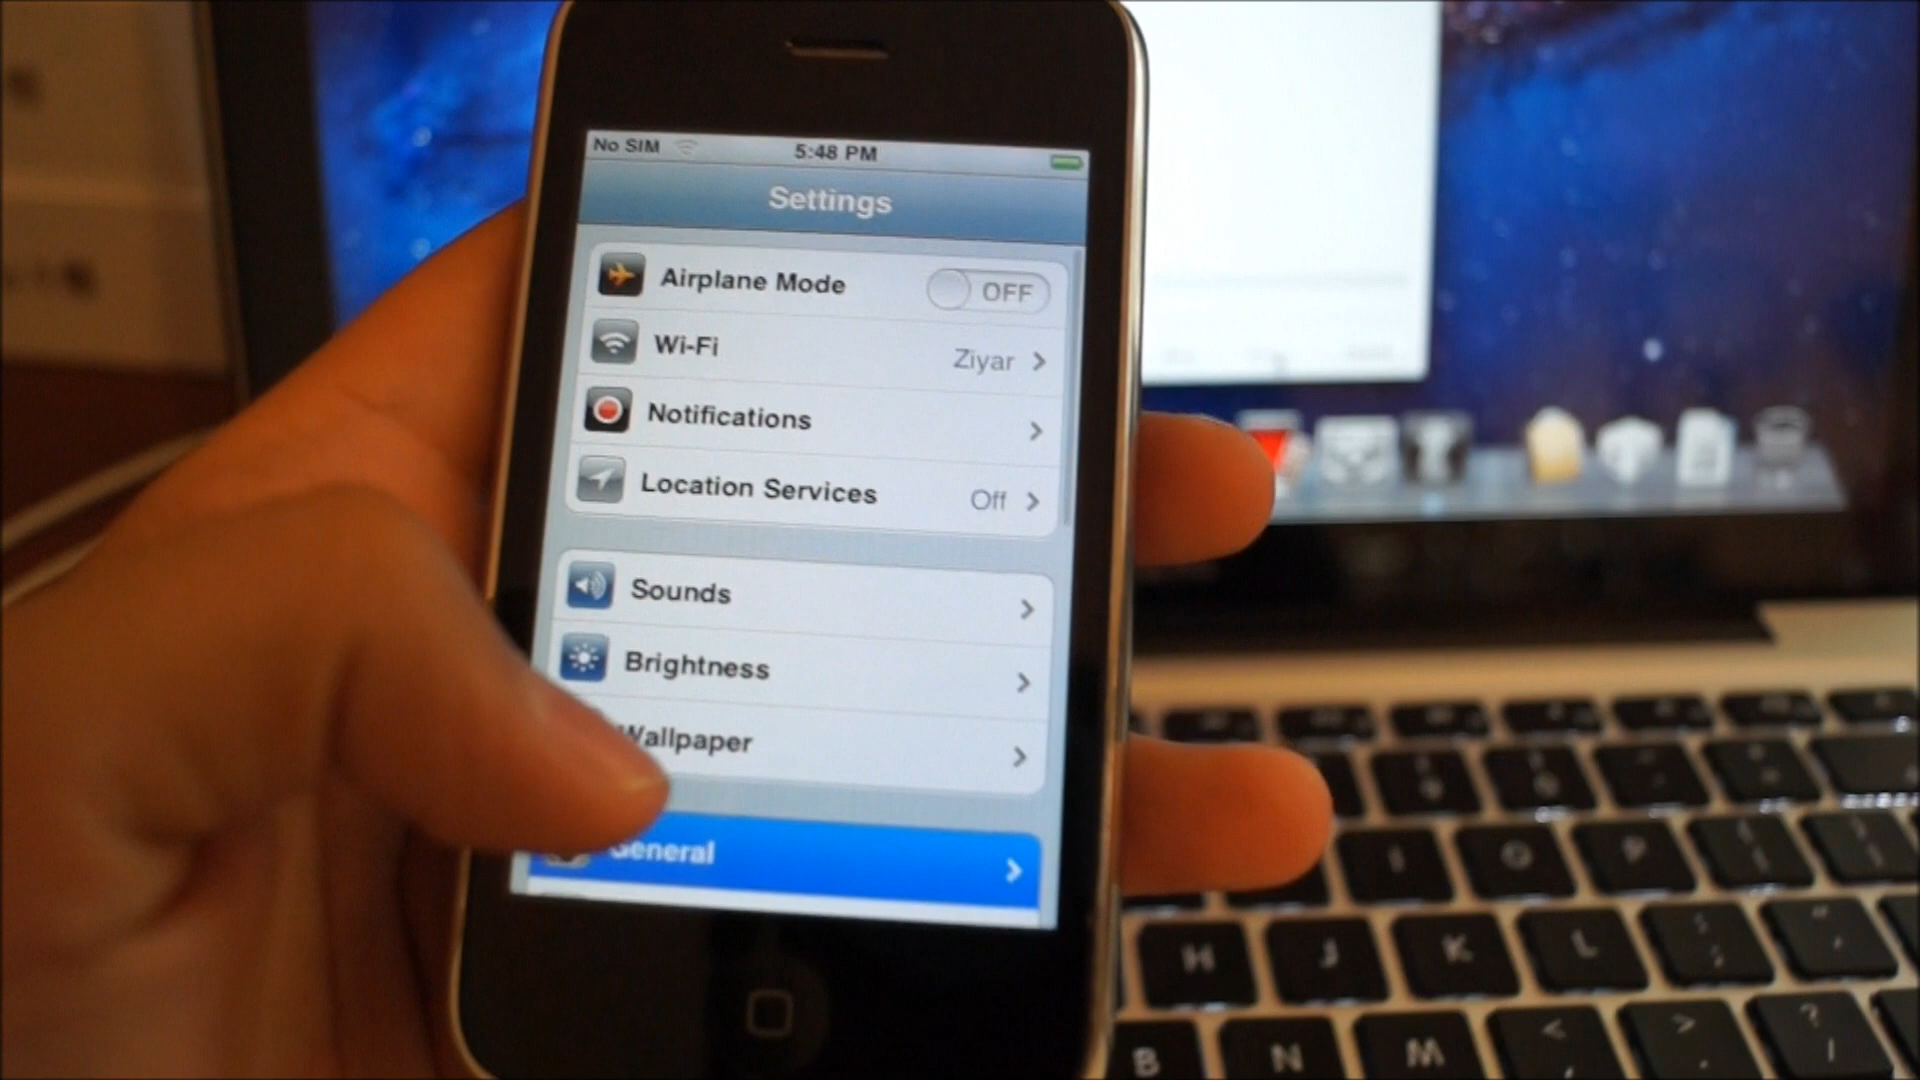 No SIM 5:48 PM
Settings
Airplane Mode OFF
Wi-Fi Ziyar
Notifications
Location Services Off
Sounds
Brightness
Wallpaper
General
I O P
H J K L
B N M < >  ?